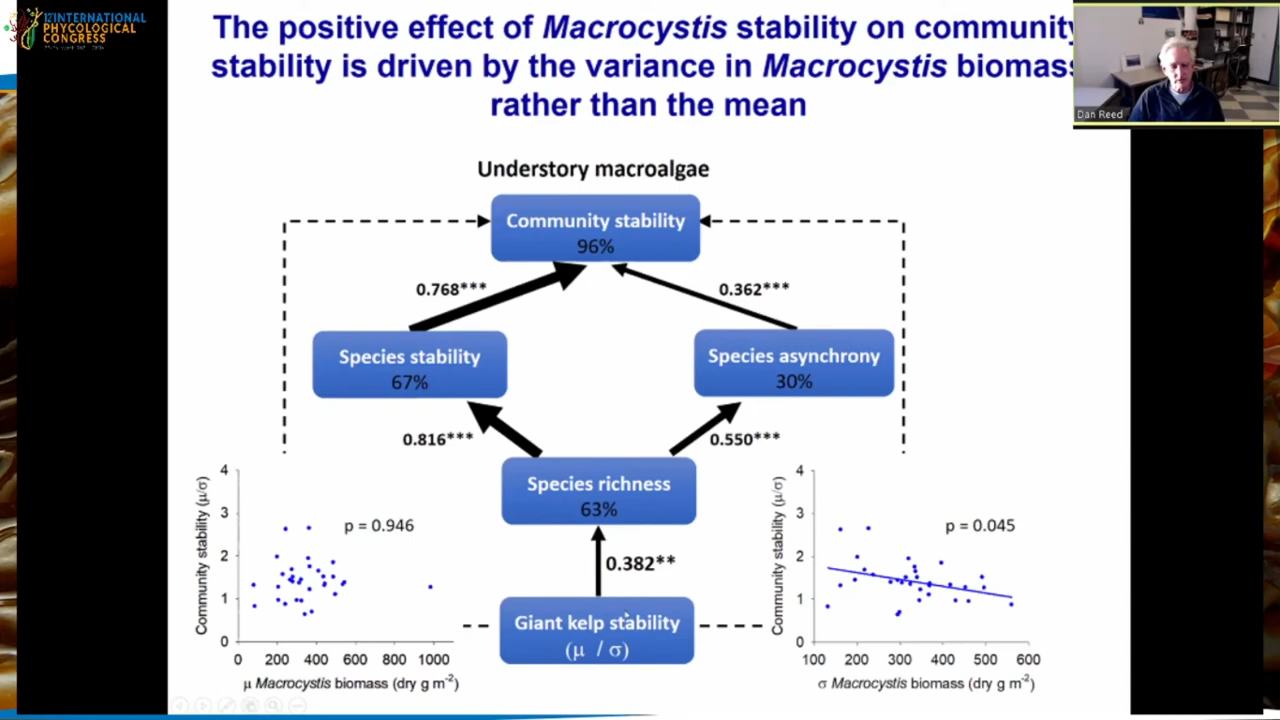 12th INTERNATIONAL
PHYCOLOGICAL
CONGRESS
The positive effect of Macrocystis stability on community
stability is driven by the variance in Macrocystis biomass
rather than the mean
Dan Reed
Understory macroalgae
Community stability
96%
0.768***
0.362***
Species stability
67%
Species asynchrony
30%
0.816***
0.550***
Species richness
63%
0.382**
Giant kelp stability
(μ / σ)
Community stability (μ/σ)
4
3
2
1
0
p = 0.946
0 200 400 600 800 1000
μ Macrocystis biomass (dry g m⁻²)
Community stability (μ/σ)
4
3
2
1
0
p = 0.045
100 200 300 400 500 600
σ Macrocystis biomass (dry g m⁻²)